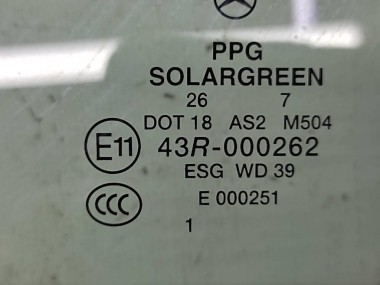 PPG
SOLARGREEN
26 7
DOT 18 AS2 M504
E11 43R-000262
ESG WD 39
CCC E 000251
1